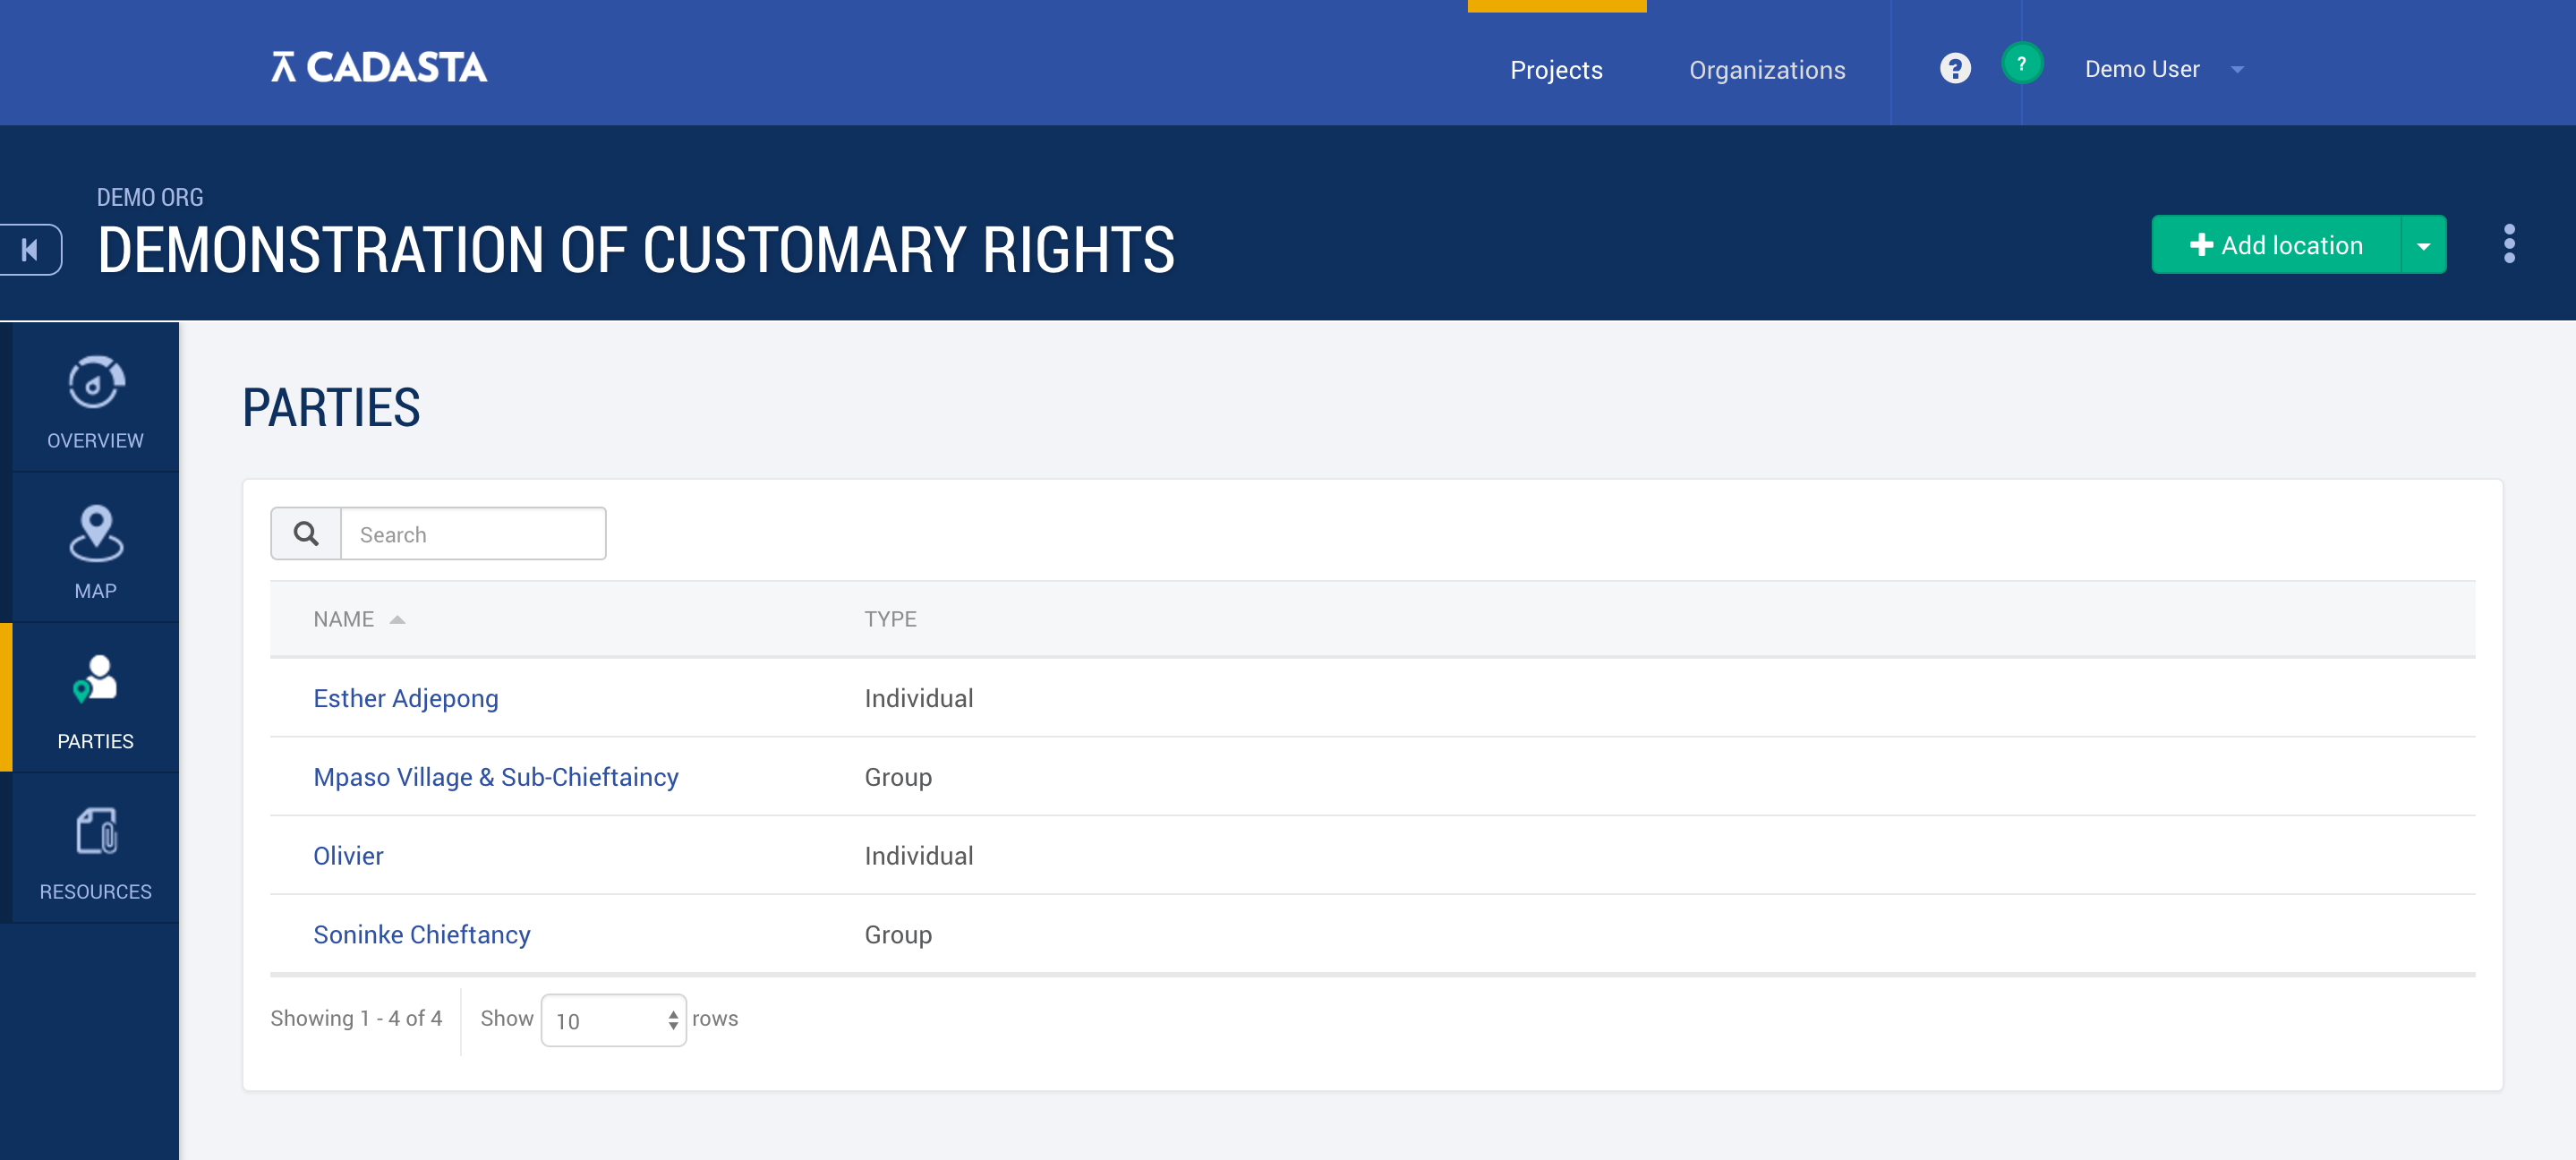 CADASTA
Projects
Organizations
?
?
Demo User
DEMO ORG
DEMONSTRATION OF CUSTOMARY RIGHTS
Add location
OVERVIEW
MAP
PARTIES
RESOURCES
PARTIES
Search
NAME TYPE
Esther Adjepong Individual
Mpaso Village & Sub-Chieftaincy Group
Olivier Individual
Soninke Chieftancy Group
Showing 1 - 4 of 4 Show 10 rows